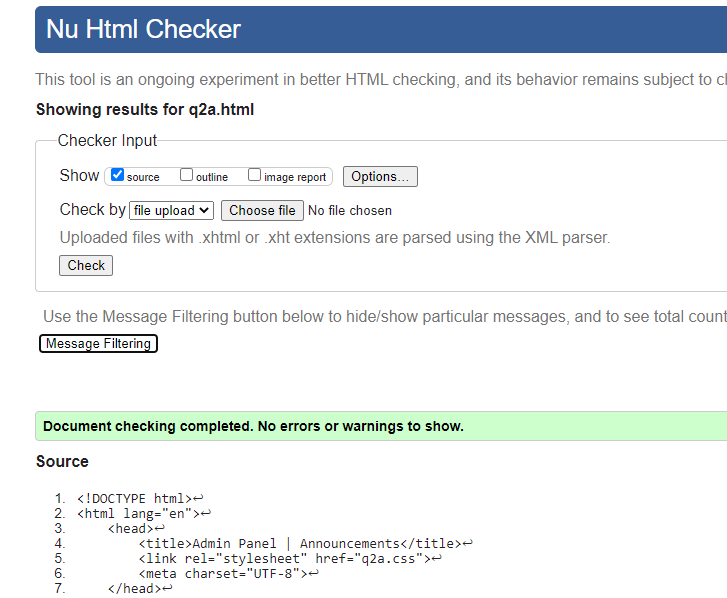 Nu Html Checker
This tool is an ongoing experiment in better HTML checking, and its behavior remains subject to
Showing results for q2a.html
Checker Input
Show source outline image report Options...
Check by file upload Choose file No file chosen
Uploaded files with .xhtml or .xht extensions are parsed using the XML parser.
Check
Use the Message Filtering button below to hide/show particular messages, and to see total count
Message Filtering
Document checking completed. No errors or warnings to show.
Source
1. <!DOCTYPE html>↩
2. <html lang="en">↩
3. <head>↩
4. <title>Admin Panel | Announcements</title>↩
5. <link rel="stylesheet" href="q2a.css">↩
6. <meta charset="UTF-8">↩
7. </head>↩